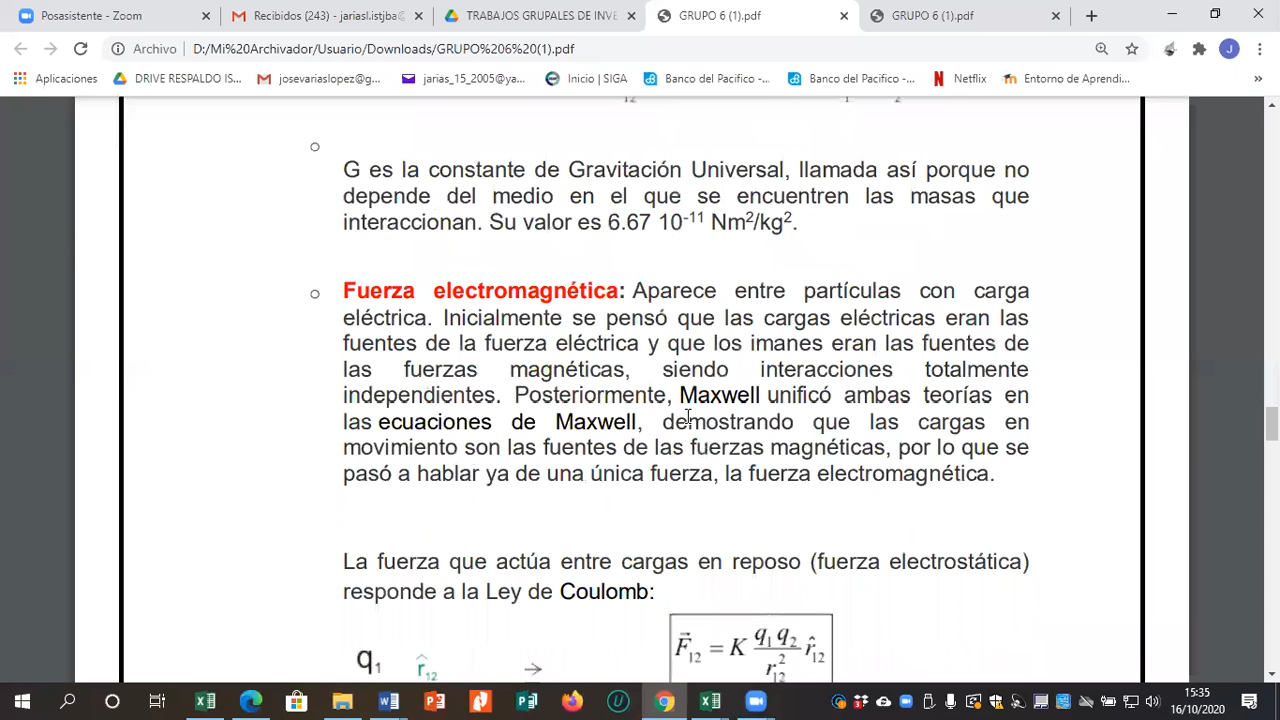 Posasistente - Zoom
Recibidos (243) - jariasl.istjba@
TRABAJOS GRUPALES DE INVE
GRUPO 6 (1).pdf
GRUPO 6 (1).pdf
Archivo
D:/Mi%20Archivador/Usuario/Downloads/GRUPO%206%20(1).pdf
J
Aplicaciones
DRIVE RESPALDO IS...
josevariaslopez@g...
jarias_15_2005@ya...
Inicio | SIGA
Banco del Pacifico -...
Banco del Pacifico -...
Netflix
Entorno de Aprendi...
»
G es la constante de Gravitación Universal, llamada así porque no
depende del medio en el que se encuentren las masas que
interaccionan. Su valor es 6.67 10⁻¹¹ Nm²/kg².
Fuerza electromagnética: Aparece entre partículas con carga
eléctrica. Inicialmente se pensó que las cargas eléctricas eran las
fuentes de la fuerza eléctrica y que los imanes eran las fuentes de
las fuerzas magnéticas, siendo interacciones totalmente
independientes. Posteriormente, Maxwell unificó ambas teorías en
las ecuaciones de Maxwell, demostrando que las cargas en
movimiento son las fuentes de las fuerzas magnéticas, por lo que se
pasó a hablar ya de una única fuerza, la fuerza electromagnética.
La fuerza que actúa entre cargas en reposo (fuerza electrostática)
responde a la Ley de Coulomb:
F⃗₁₂ = K q₁ q₂ / r²₁₂ r̂₁₂
q₁ r̂₁₂ →
15:35
16/10/2020